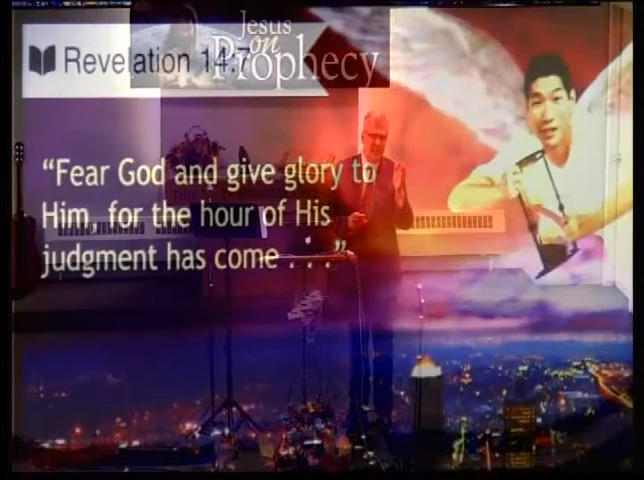 Jesus
on
Prophecy
Revelation 14:7
“Fear God and give glory to
Him, for the hour of His
judgment has come . . .”